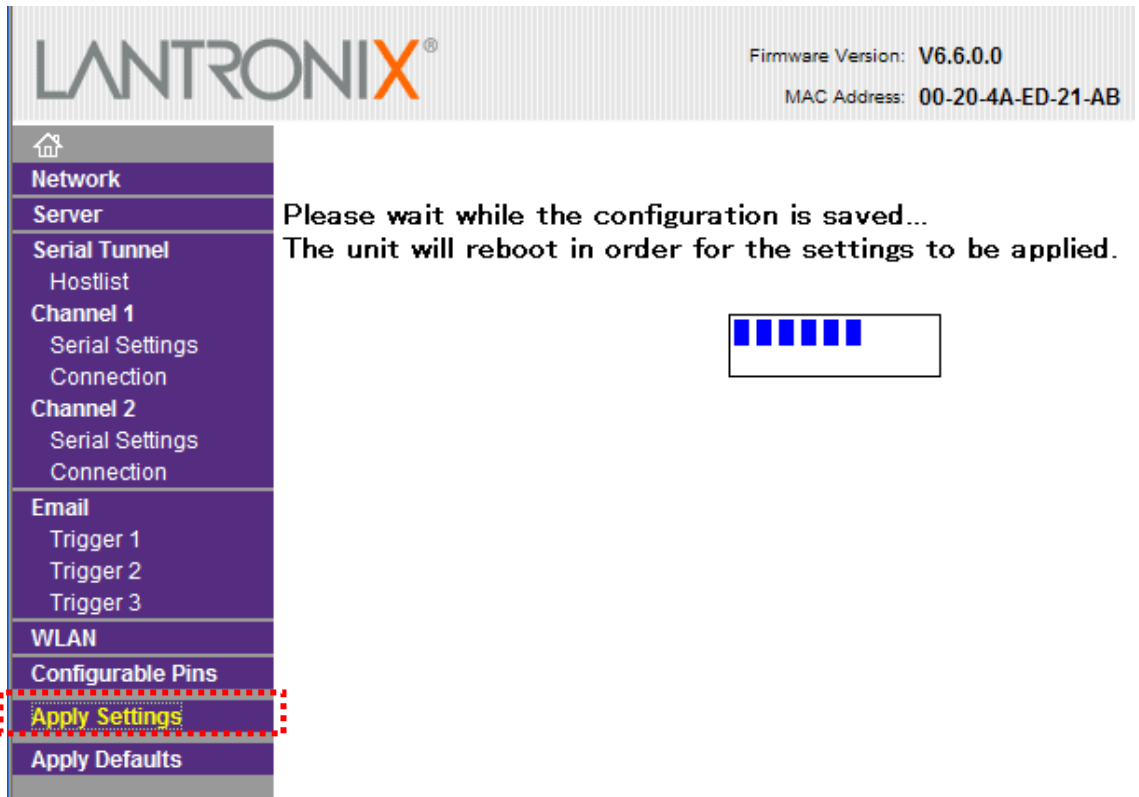 LANTRONIX®
Firmware Version: V6.6.0.0
MAC Address: 00-20-4A-ED-21-AB
Network
Server
Serial Tunnel
Hostlist
Channel 1
Serial Settings
Connection
Channel 2
Serial Settings
Connection
Email
Trigger 1
Trigger 2
Trigger 3
WLAN
Configurable Pins
Apply Settings
Apply Defaults
Please wait while the configuration is saved...
The unit will reboot in order for the settings to be applied.